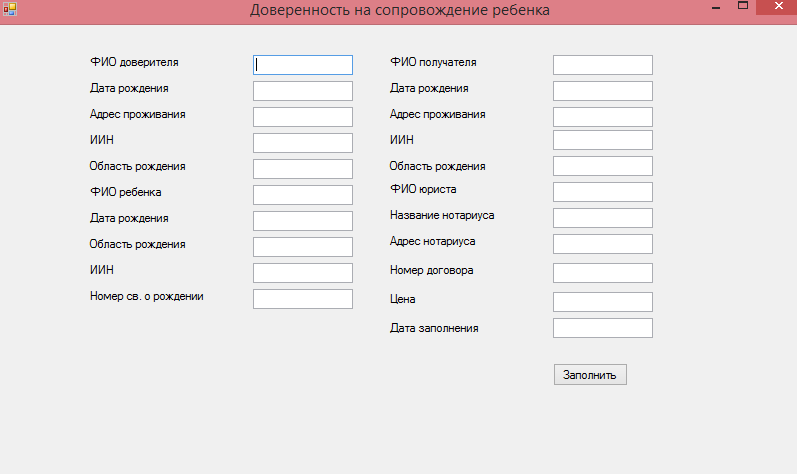 Доверенность на сопровождение ребенка
ФИО доверителя
Дата рождения
Адрес проживания
ИИН
Область рождения
ФИО ребенка
Дата рождения
Область рождения
ИИН
Номер св. о рождении
ФИО получателя
Дата рождения
Адрес проживания
ИИН
Область рождения
ФИО юриста
Название нотариуса
Адрес нотариуса
Номер договора
Цена
Дата заполнения
Заполнить